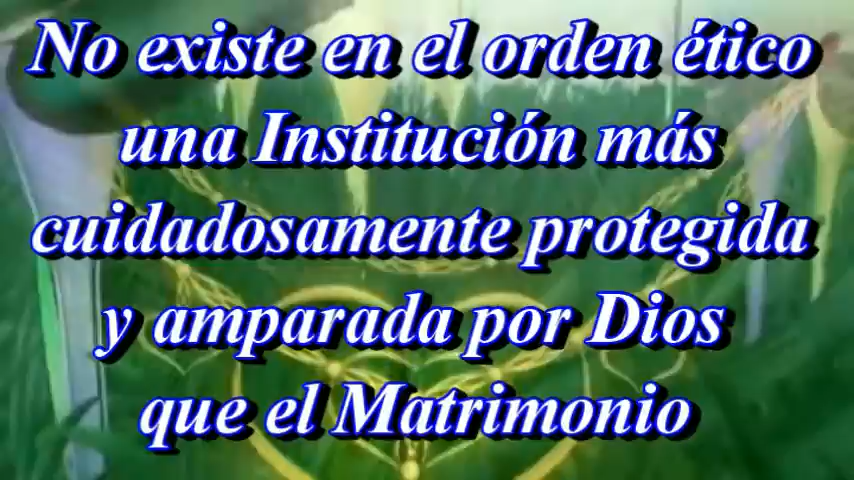 No existe en el orden ético
una Institución más
cuidadosamente protegida
y amparada por Dios
que el Matrimonio